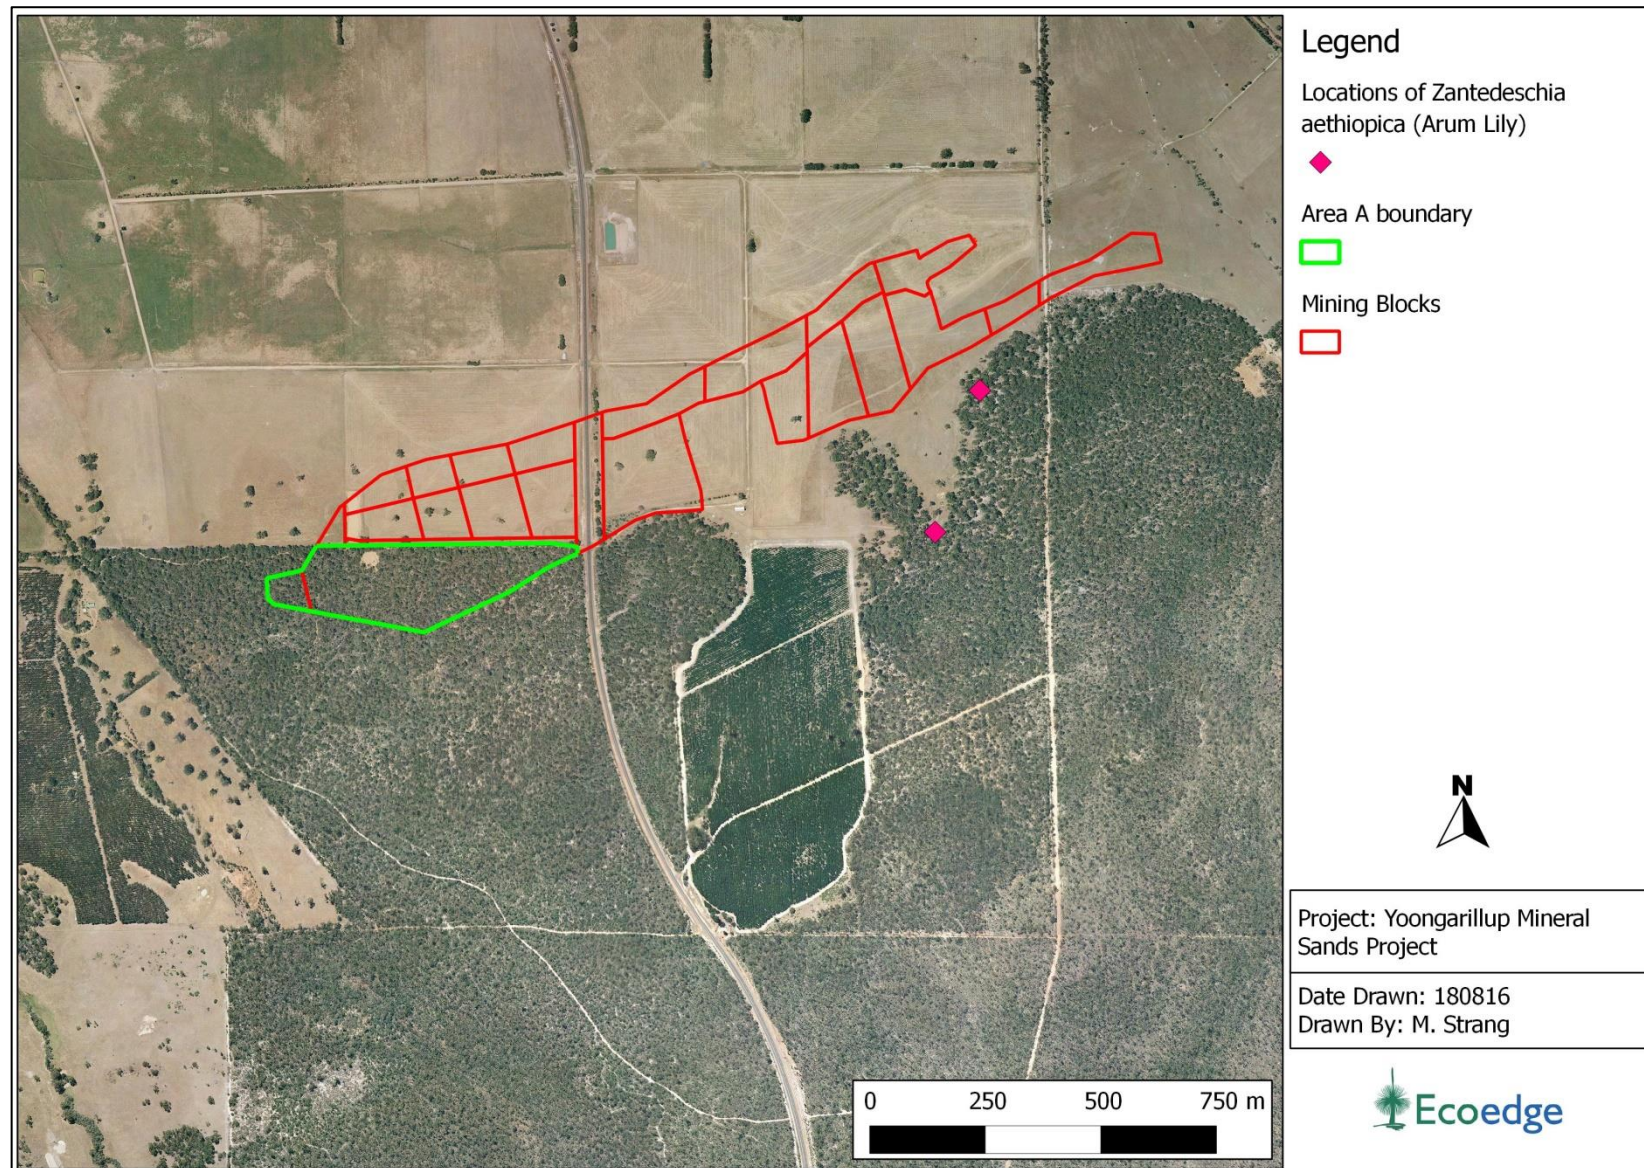 Legend
Locations of Zantedeschia
aethiopica (Arum Lily)
Area A boundary
Mining Blocks
N
Project: Yoongarillup Mineral
Sands Project
Date Drawn: 180816
Drawn By: M. Strang
0 250 500 750 m
Ecoedge